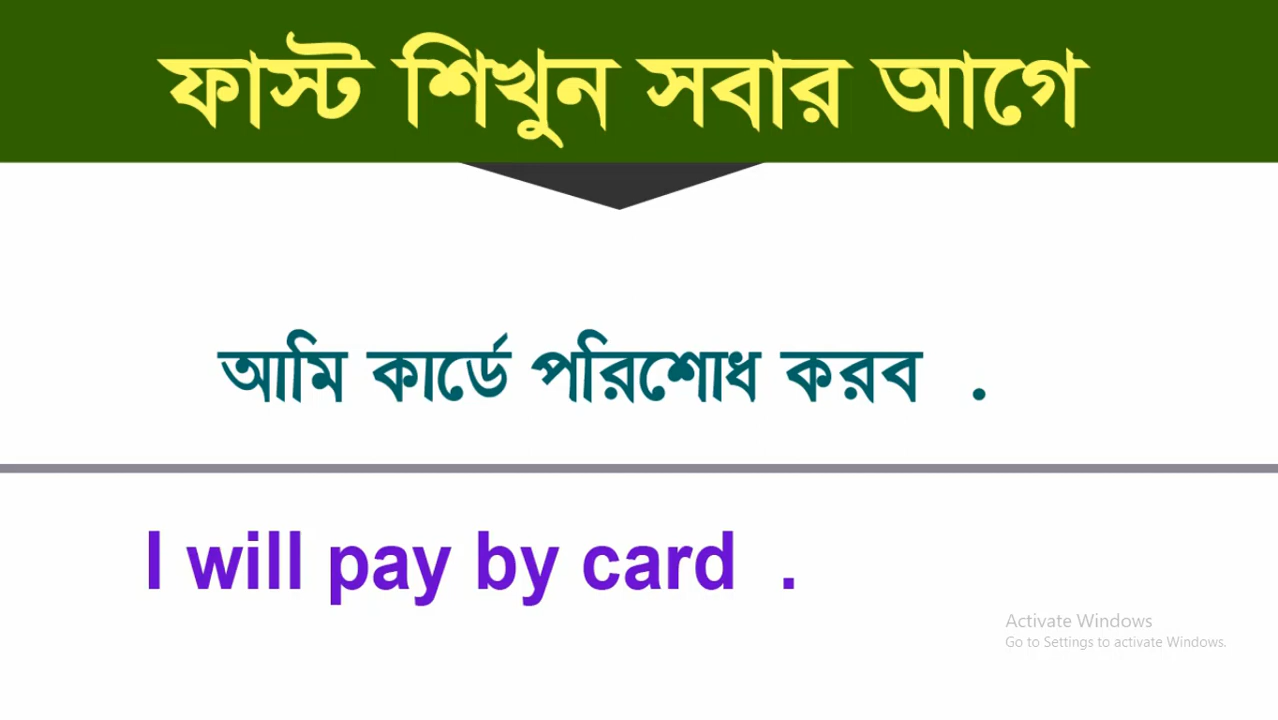 ফাস্ট শিখুন সবার আগে
আমি কার্ডে পরিশোধ করব .
I will pay by card .
Activate Windows
Go to Settings to activate Windows.